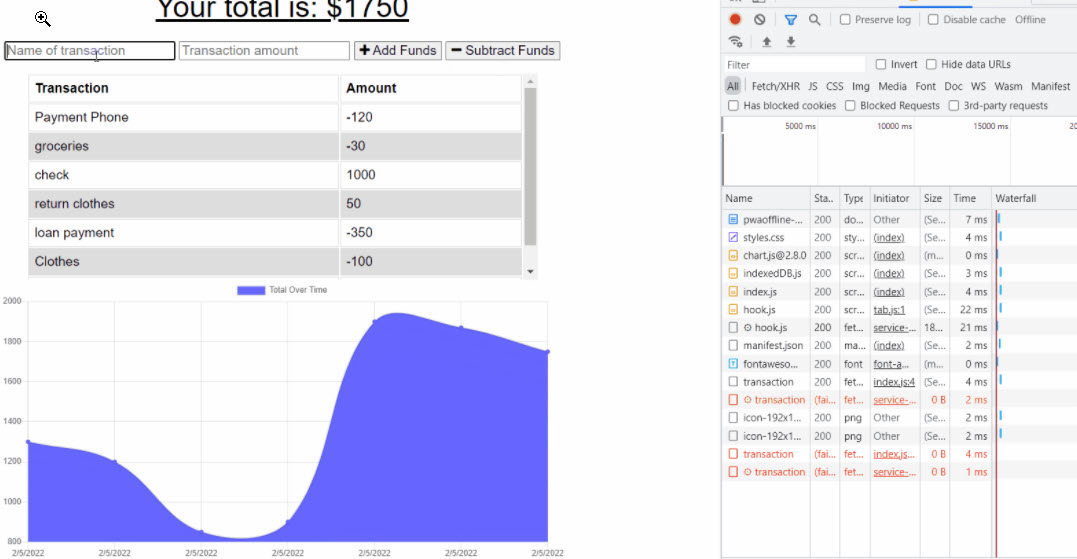 Your total is: $1750
Name of transaction Transaction amount + Add Funds − Subtract Funds
Transaction Amount
Payment Phone -120
groceries -30
check 1000
return clothes 50
loan payment -350
Clothes -100
Total Over Time
2000
1800
1600
1400
1200
1000
800
2/5/2022 2/5/2022 2/5/2022 2/5/2022 2/5/2022 2/5/2022 2/5/2022
Preserve log Disable cache Offline
Filter Invert Hide data URLs
All Fetch/XHR JS CSS Img Media Font Doc WS Wasm Manifest
Has blocked cookies Blocked Requests 3rd-party requests
5000 ms 10000 ms 15000 ms 20
Name Sta.. Type Initiator Size Time Waterfall
pwaoffline-... 200 do... Other (Se... 7 ms
styles.css 200 sty... (index) (Se... 4 ms
chart.js@2.8.0 200 scr... (index) (m... 0 ms
indexedDB.js 200 scr... (index) (Se... 3 ms
index.js 200 scr... (index) (Se... 4 ms
hook.js 200 scr... tab.js:1 (Se... 22 ms
hook.js 200 fet... service-... 18... 21 ms
manifest.json 200 ma... (index) (Se... 2 ms
fontaweso... 200 font font-a... (m... 0 ms
transaction 200 fet... index.js:4 (Se... 4 ms
transaction (fai... fet... service-... 0 B 2 ms
icon-192x1... 200 png Other (Se... 2 ms
icon-192x1... 200 png Other (Se... 2 ms
transaction (fai... fet... index.js... 0 B 4 ms
transaction (fai... fet... service-... 0 B 1 ms